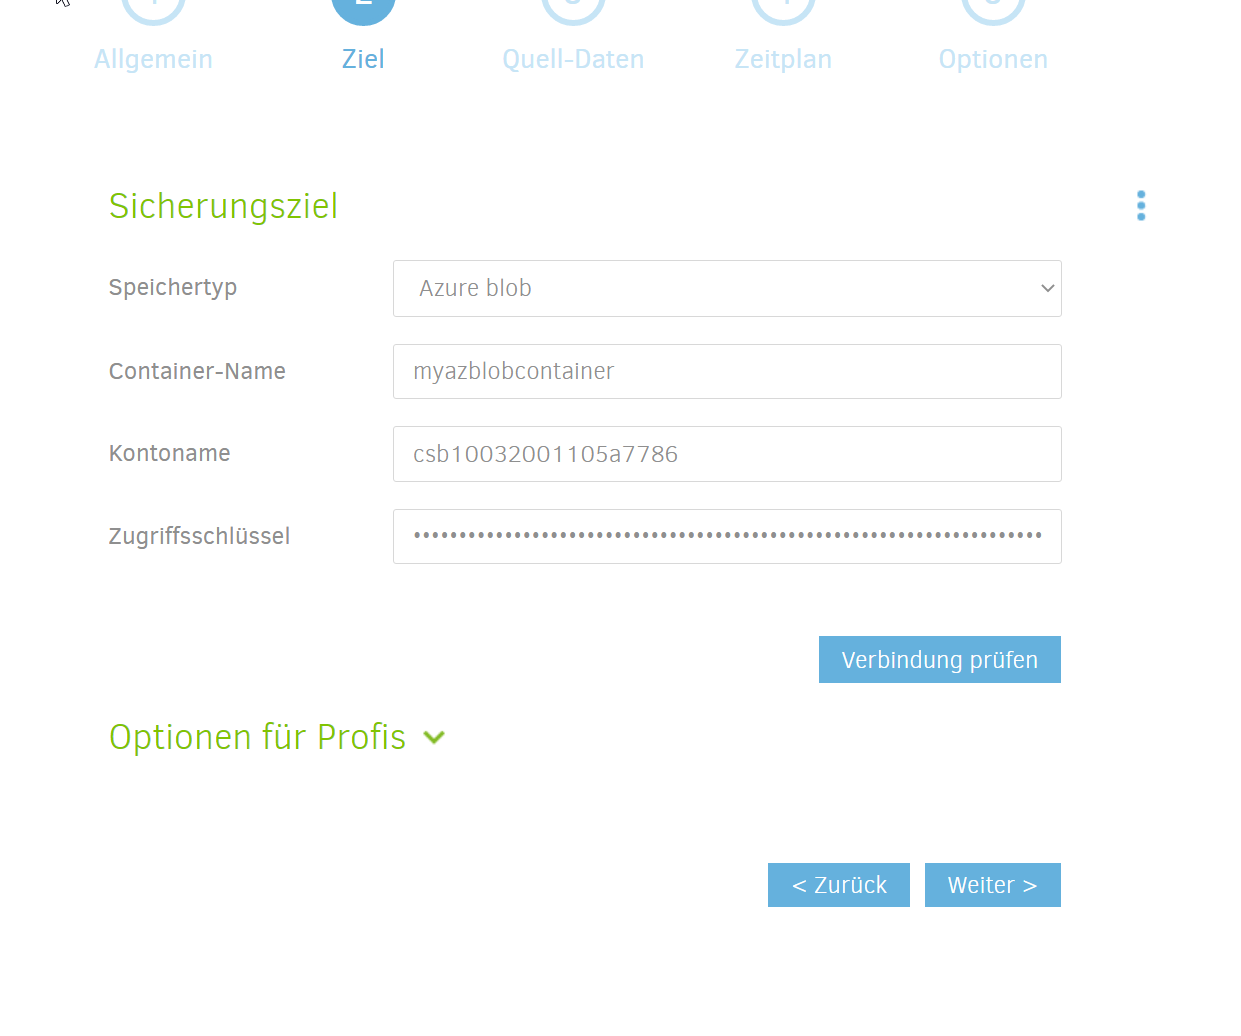 2
Allgemein Ziel Quell-Daten Zeitplan Optionen
Sicherungsziel
Speichertyp Azure blob
Container-Name myazblobcontainer
Kontoname csb10032001105a7786
Zugriffsschlüssel
Verbindung prüfen
Optionen für Profis
< Zurück Weiter >